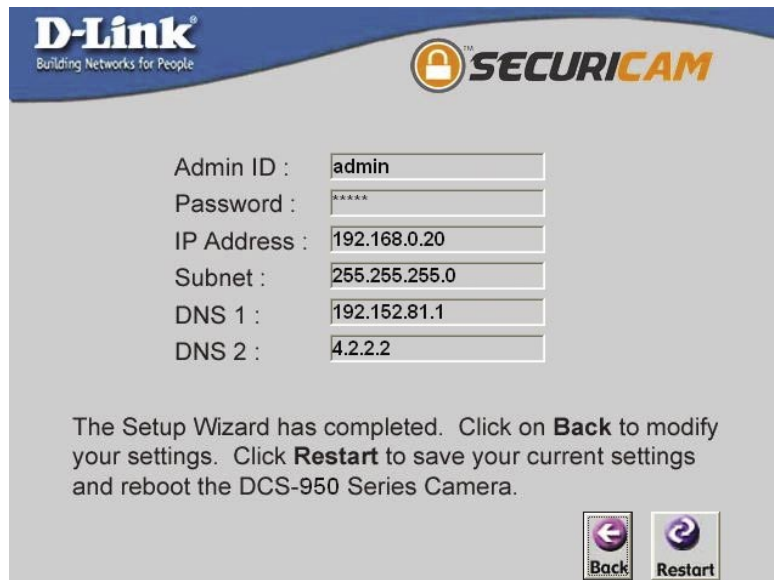 D-Link®
Building Networks for People
SECURICAM™
Admin ID : admin
Password : *****
IP Address : 192.168.0.20
Subnet : 255.255.255.0
DNS 1 : 192.152.81.1
DNS 2 : 4.2.2.2
The Setup Wizard has completed. Click on Back to modify
your settings. Click Restart to save your current settings
and reboot the DCS-950 Series Camera.
Back Restart